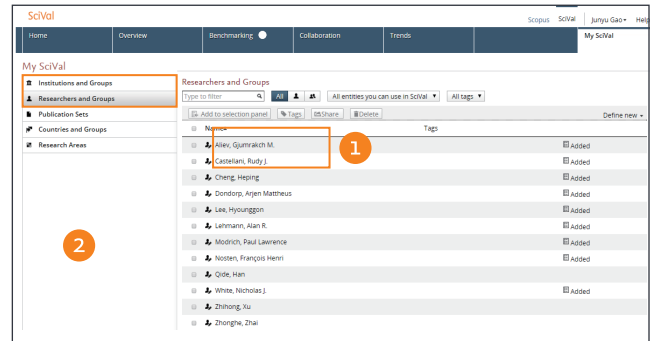 SciVal
Scopus SciVal Junyu Gao Help
Home Overview Benchmarking Collaboration Trends My SciVal
My SciVal
Institutions and Groups
Researchers and Groups
Publication Sets
Countries and Groups
Research Areas
2
Researchers and Groups
Type to filter All All entities you can use in SciVal All tags
Add to selection panel Tags Share Delete Define new
Name Tags
Aliev, Gjumrakch M. Added
1
Castellani, Rudy J. Added
Cheng, Heping Added
Dondorp, Arjen Mattheus Added
Lee, Hyounggon Added
Lehmann, Alan R. Added
Modrich, Paul Lawrence Added
Nosten, François Henri Added
Qide, Han
White, Nicholas J. Added
Zhihong, Xu
Zhonghe, Zhai